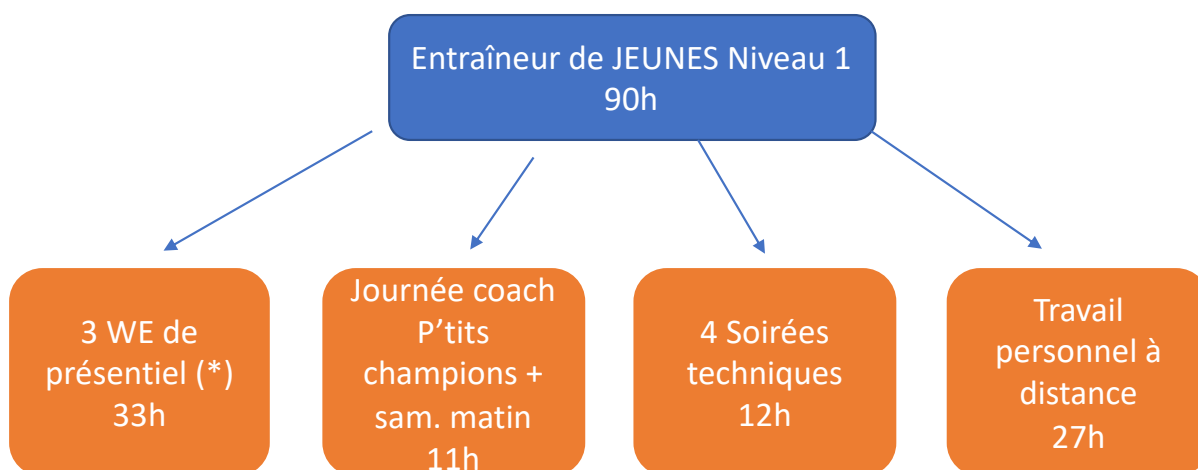 Entraîneur de JEUNES Niveau 1
90h
3 WE de
présentiel (*)
33h
Journée coach
P’tits
champions +
sam. matin
11h
4 Soirées
techniques
12h
Travail
personnel à
distance
27h